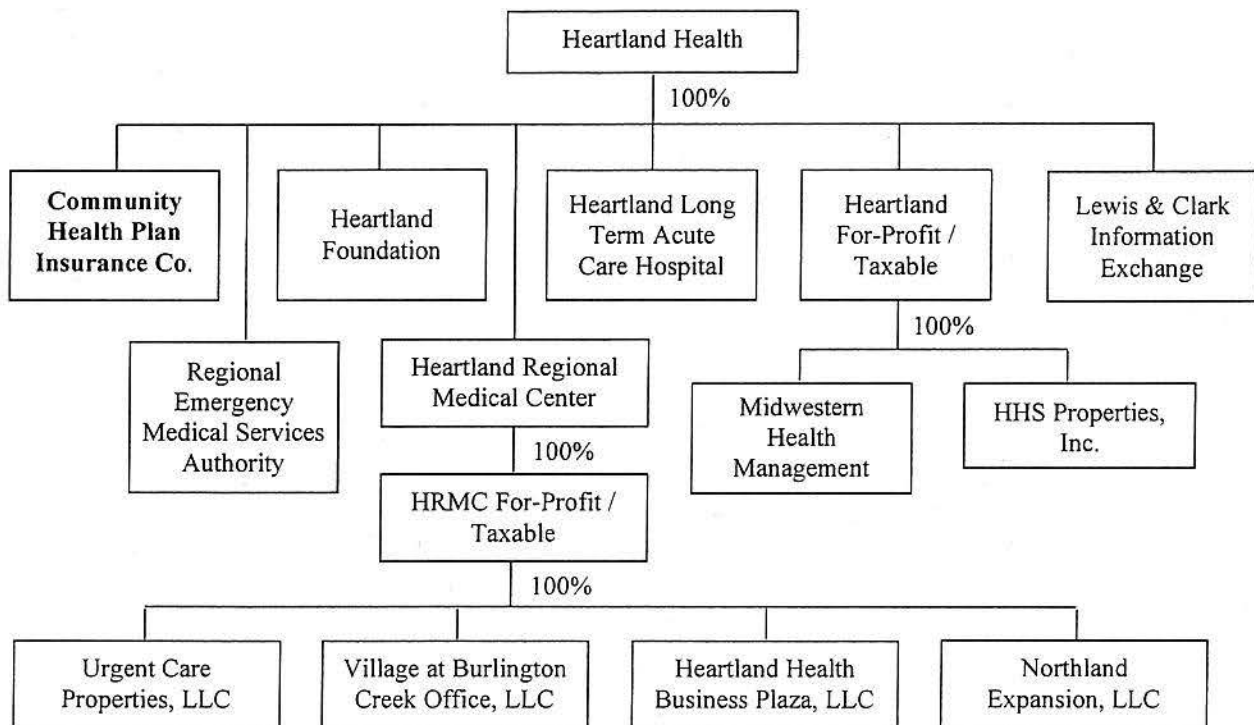 Heartland Health
100%
Community
Health Plan
Insurance Co.
Heartland
Foundation
Heartland Long
Term Acute
Care Hospital
Heartland
For-Profit /
Taxable
Lewis & Clark
Information
Exchange
100%
Regional
Emergency
Medical Services
Authority
Heartland Regional
Medical Center
Midwestern
Health
Management
HHS Properties,
Inc.
100%
HRMC For-Profit /
Taxable
100%
Urgent Care
Properties, LLC
Village at Burlington
Creek Office, LLC
Heartland Health
Business Plaza, LLC
Northland
Expansion, LLC